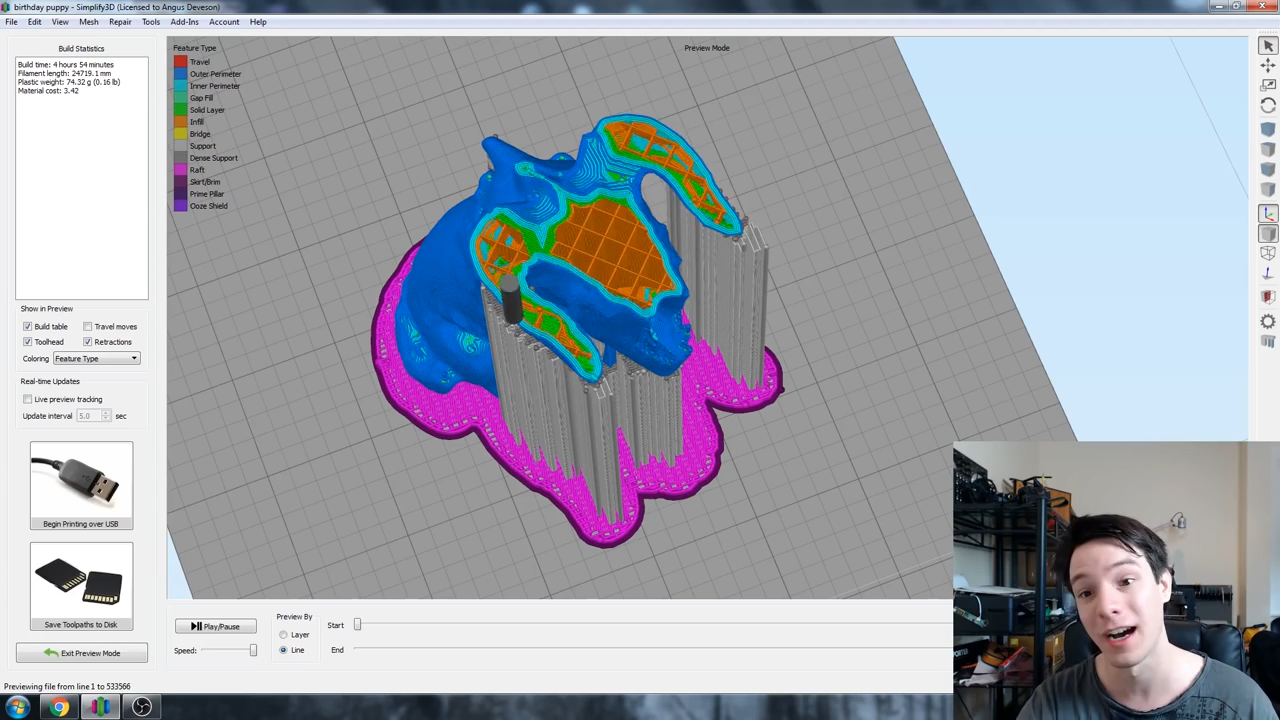 birthday puppy - Simplify3D (Licensed to Angus Deveson)
File Edit View Mesh Repair Tools Add-Ins Account Help
Build Statistics
Build time: 4 hours 54 minutes
Filament length: 24719.1 mm
Plastic weight: 74.32 g (0.16 lb)
Material cost: 3.42
Feature Type
Travel
Outer Perimeter
Inner Perimeter
Gap Fill
Solid Layer
Infill
Bridge
Support
Dense Support
Raft
Skirt/Brim
Prime Pillar
Ooze Shield
Preview Mode
Show in Preview
Build table Travel moves
Toolhead Retractions
Coloring Feature Type
Real-time Updates
Live preview tracking
Update interval 5.0 sec
Begin Printing over USB
Save Toolpaths to Disk
Exit Preview Mode
Play/Pause
Speed:
Preview By
Layer
Line
Start
End
Previewing file from line 1 to 533566